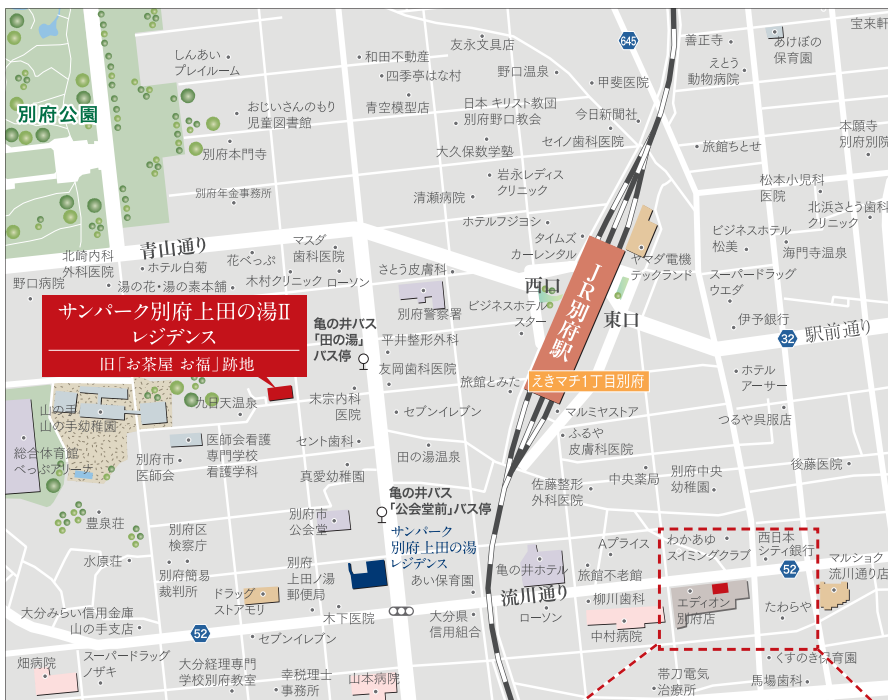 友永文具店
645
善正寺
宝来軒
あけぼの
保育園
しんあい
プレイルーム
和田不動産
四季亭はな村
野口温泉
えとう
動物病院
甲斐医院
別府公園
おじいさんのもり
児童図書館
青空模型店
日本 キリスト教団
別府野口教会
今日新聞社
セイノ歯科医院
本願寺
別府別院
別府本門寺
大久保数学塾
旅館ちとせ
別府年金事務所
岩永レディス
クリニック
清瀬病院
松本小児科
医院
北浜さとう歯科
クリニック
ホテルフジヨシ
青山通り
マスダ
歯科医院
タイムズ
カーレンタル
ビジネスホテル
松美
海門寺温泉
北崎内科
外科医院
ホテル白菊
花べっぷ
ヤマダ電機
テックランド
野口病院
湯の花・湯の素本舗
木村クリニック
ローソン
さとう皮膚科
西口
JR別府駅
スーパードラッグ
ウエダ
サンパーク別府上田の湯Ⅱ
レジデンス
旧「お茶屋 お福」跡地
亀の井バス
「田の湯」
バス停
別府警察署
ビジネスホテル
スター
東口
伊予銀行
32
駅前通り
平井整形外科
友岡歯科医院
旅館とみた
えきマチ1丁目別府
ホテル
アーサー
山の手
山の手幼稚園
九日天温泉
末宗内科
医院
セブンイレブン
マルミヤストア
つるや呉服店
総合体育館
べっぷアリーナ
医師会看護
専門学校
看護学科
セント歯科
ふるや
皮膚科医院
別府市
医師会
田の湯温泉
真愛幼稚園
中央薬局
別府中央
幼稚園
後藤医院
佐藤整形
外科医院
亀の井バス
「公会堂前」バス停
豊泉荘
別府市
公会堂
別府区
検察庁
サンパーク
別府上田の湯
レジデンス
Aプライス
わかあゆ
スイミングクラブ
西日本
シティ銀行
水原荘
別府簡易
裁判所
別府
上田ノ湯
郵便局
あい保育園
亀の井ホテル
旅館不老館
52
マルショク
流川通り店
ドラッグ
ストアモリ
流川通り
柳川歯科
エディオン
別府店
たわらや
大分みらい信用金庫
山の手支店
52
木下医院
大分県
信用組合
ローソン
中村病院
セブンイレブン
畑病院
スーパードラッグ
ノザキ
大分経理専門
学校別府教室
幸税理士
事務所
山本病院
帯刀電気
治療所
くすのき保育園
馬場歯科